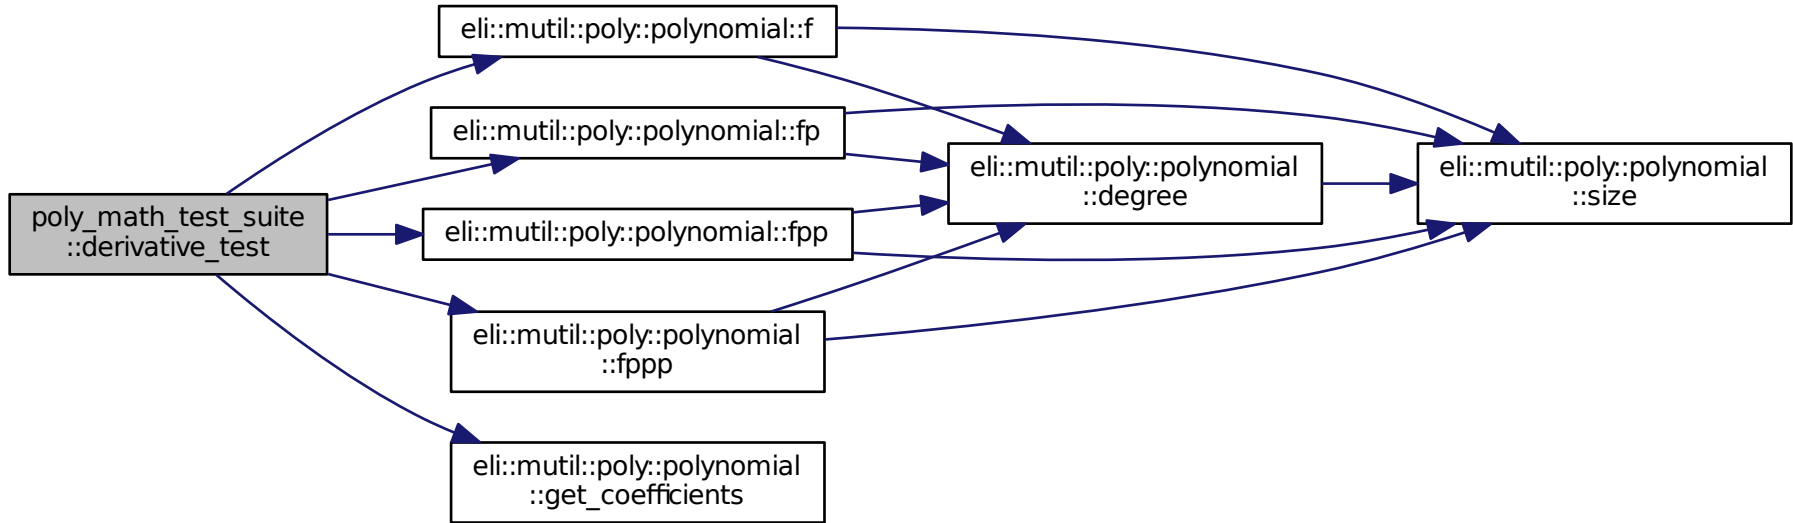 eli::mutil::poly::polynomial::f
eli::mutil::poly::polynomial::fp
poly_math_test_suite
::derivative_test
eli::mutil::poly::polynomial::fpp
eli::mutil::poly::polynomial
::fppp
eli::mutil::poly::polynomial
::get_coefficients
eli::mutil::poly::polynomial
::degree
eli::mutil::poly::polynomial
::size